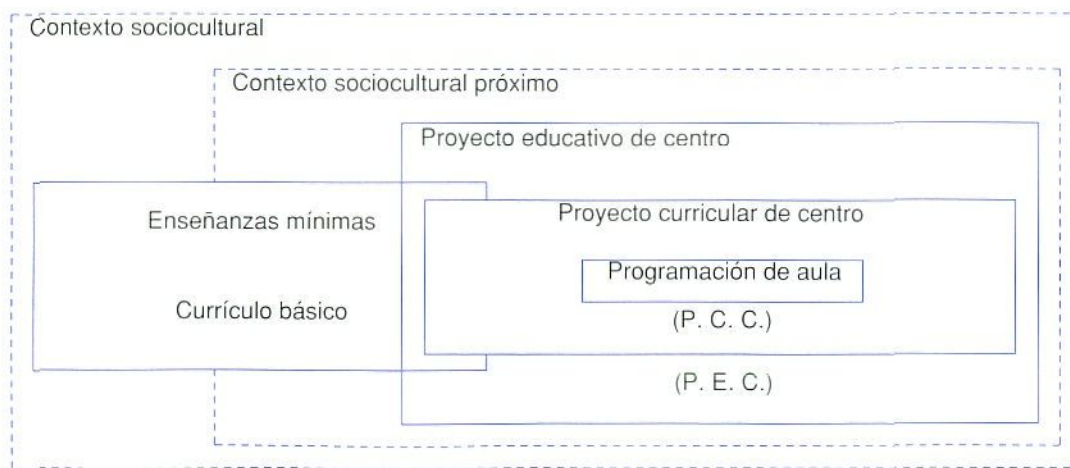 Contexto sociocultural
Contexto sociocultural próximo
Proyecto educativo de centro
Enseñanzas mínimas
Currículo básico
Proyecto curricular de centro
Programación de aula
(P. C. C.)
(P. E. C.)